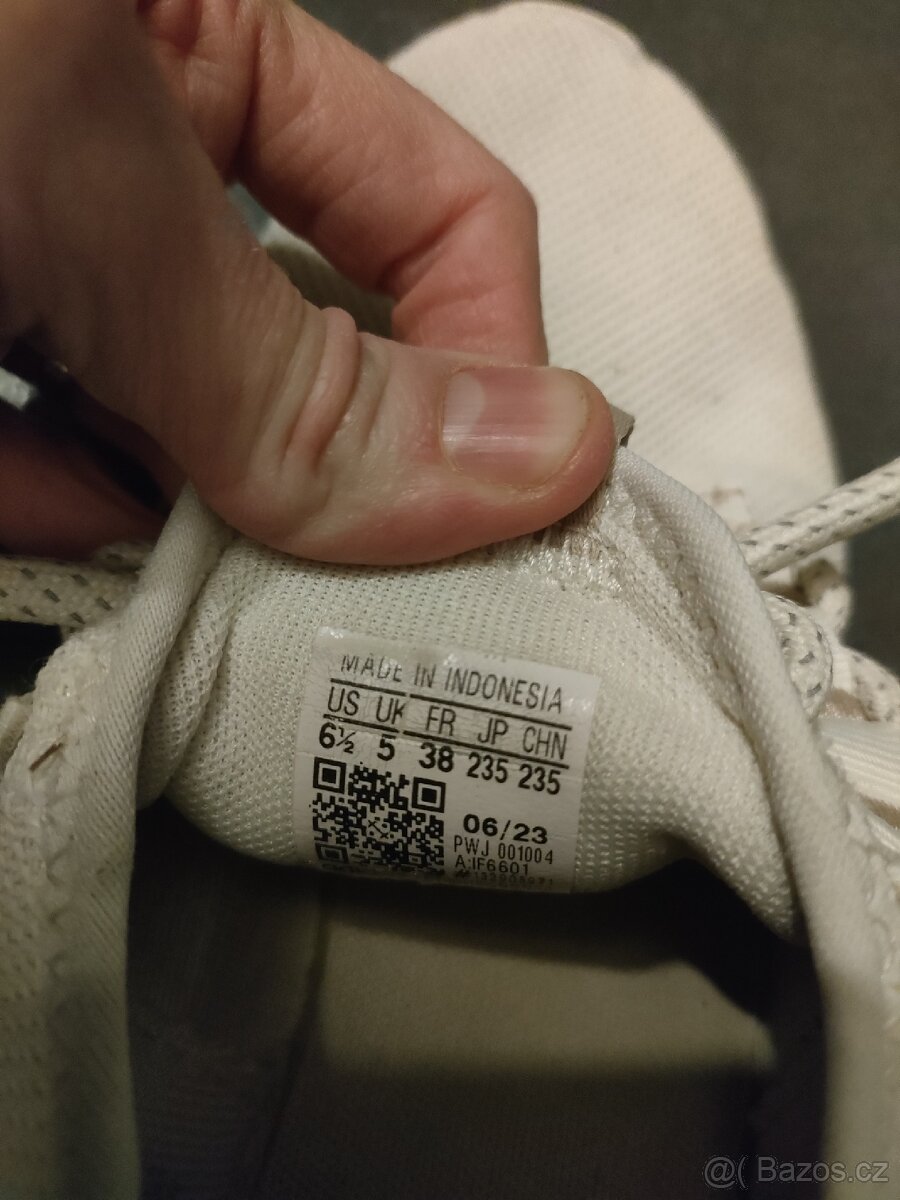 MADE IN INDONESIA
US UK FR JP CHN
6½ 5 38 235 235
06/23
PWJ 001004
A:IF6601
@( Bazos.cz